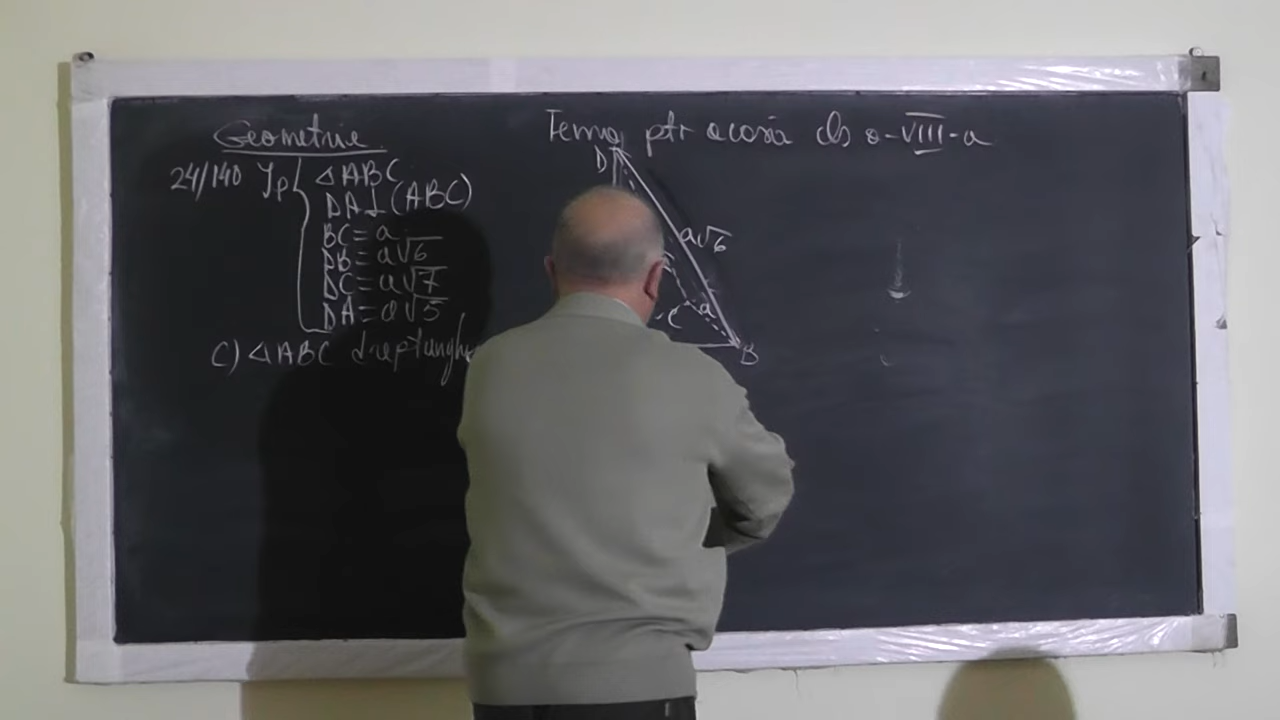 Geometrie
24/140 Jp △ABC
DA⊥(ABC)
BC=a
DB=a√6
DC=a√7
DA=a√5
C) △ABC dreptunghi
Tema ptr acasă cls a-VIII-a
D
a√6
a
C
B